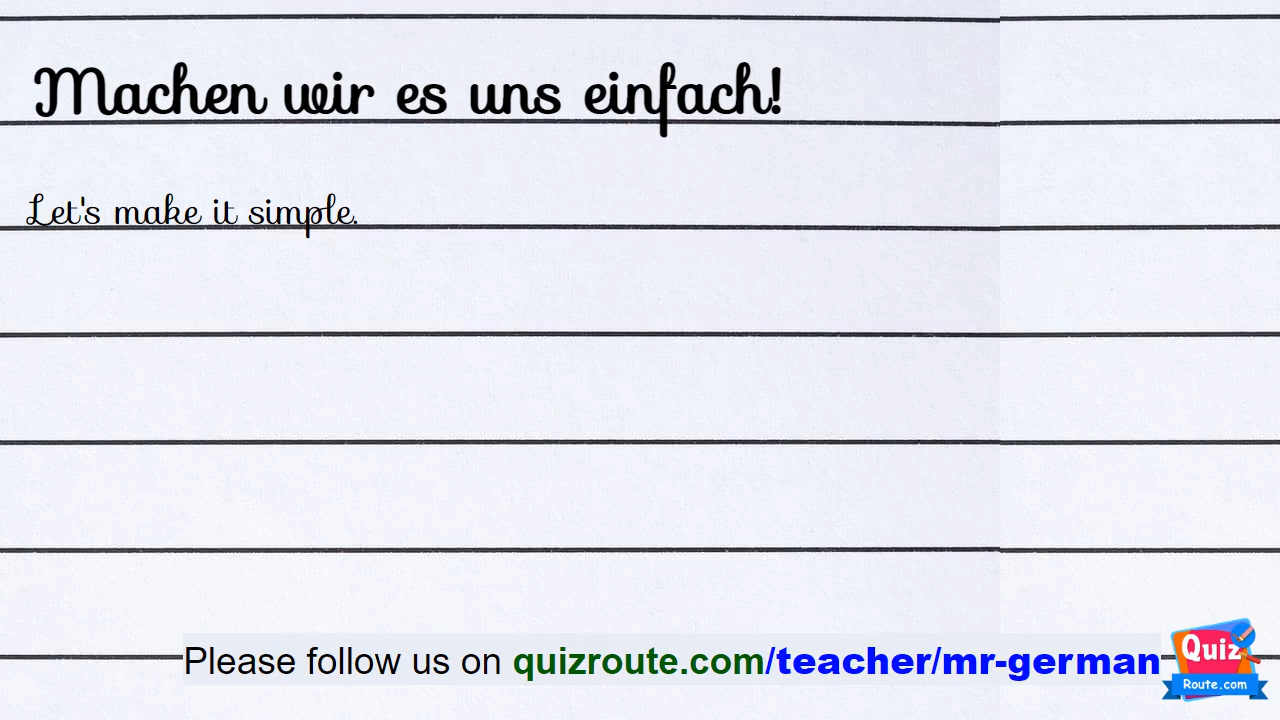 Machen wir es uns einfach!
Let's make it simple.
Please follow us on quizroute.com/teacher/mr-german
Quiz
Route.com